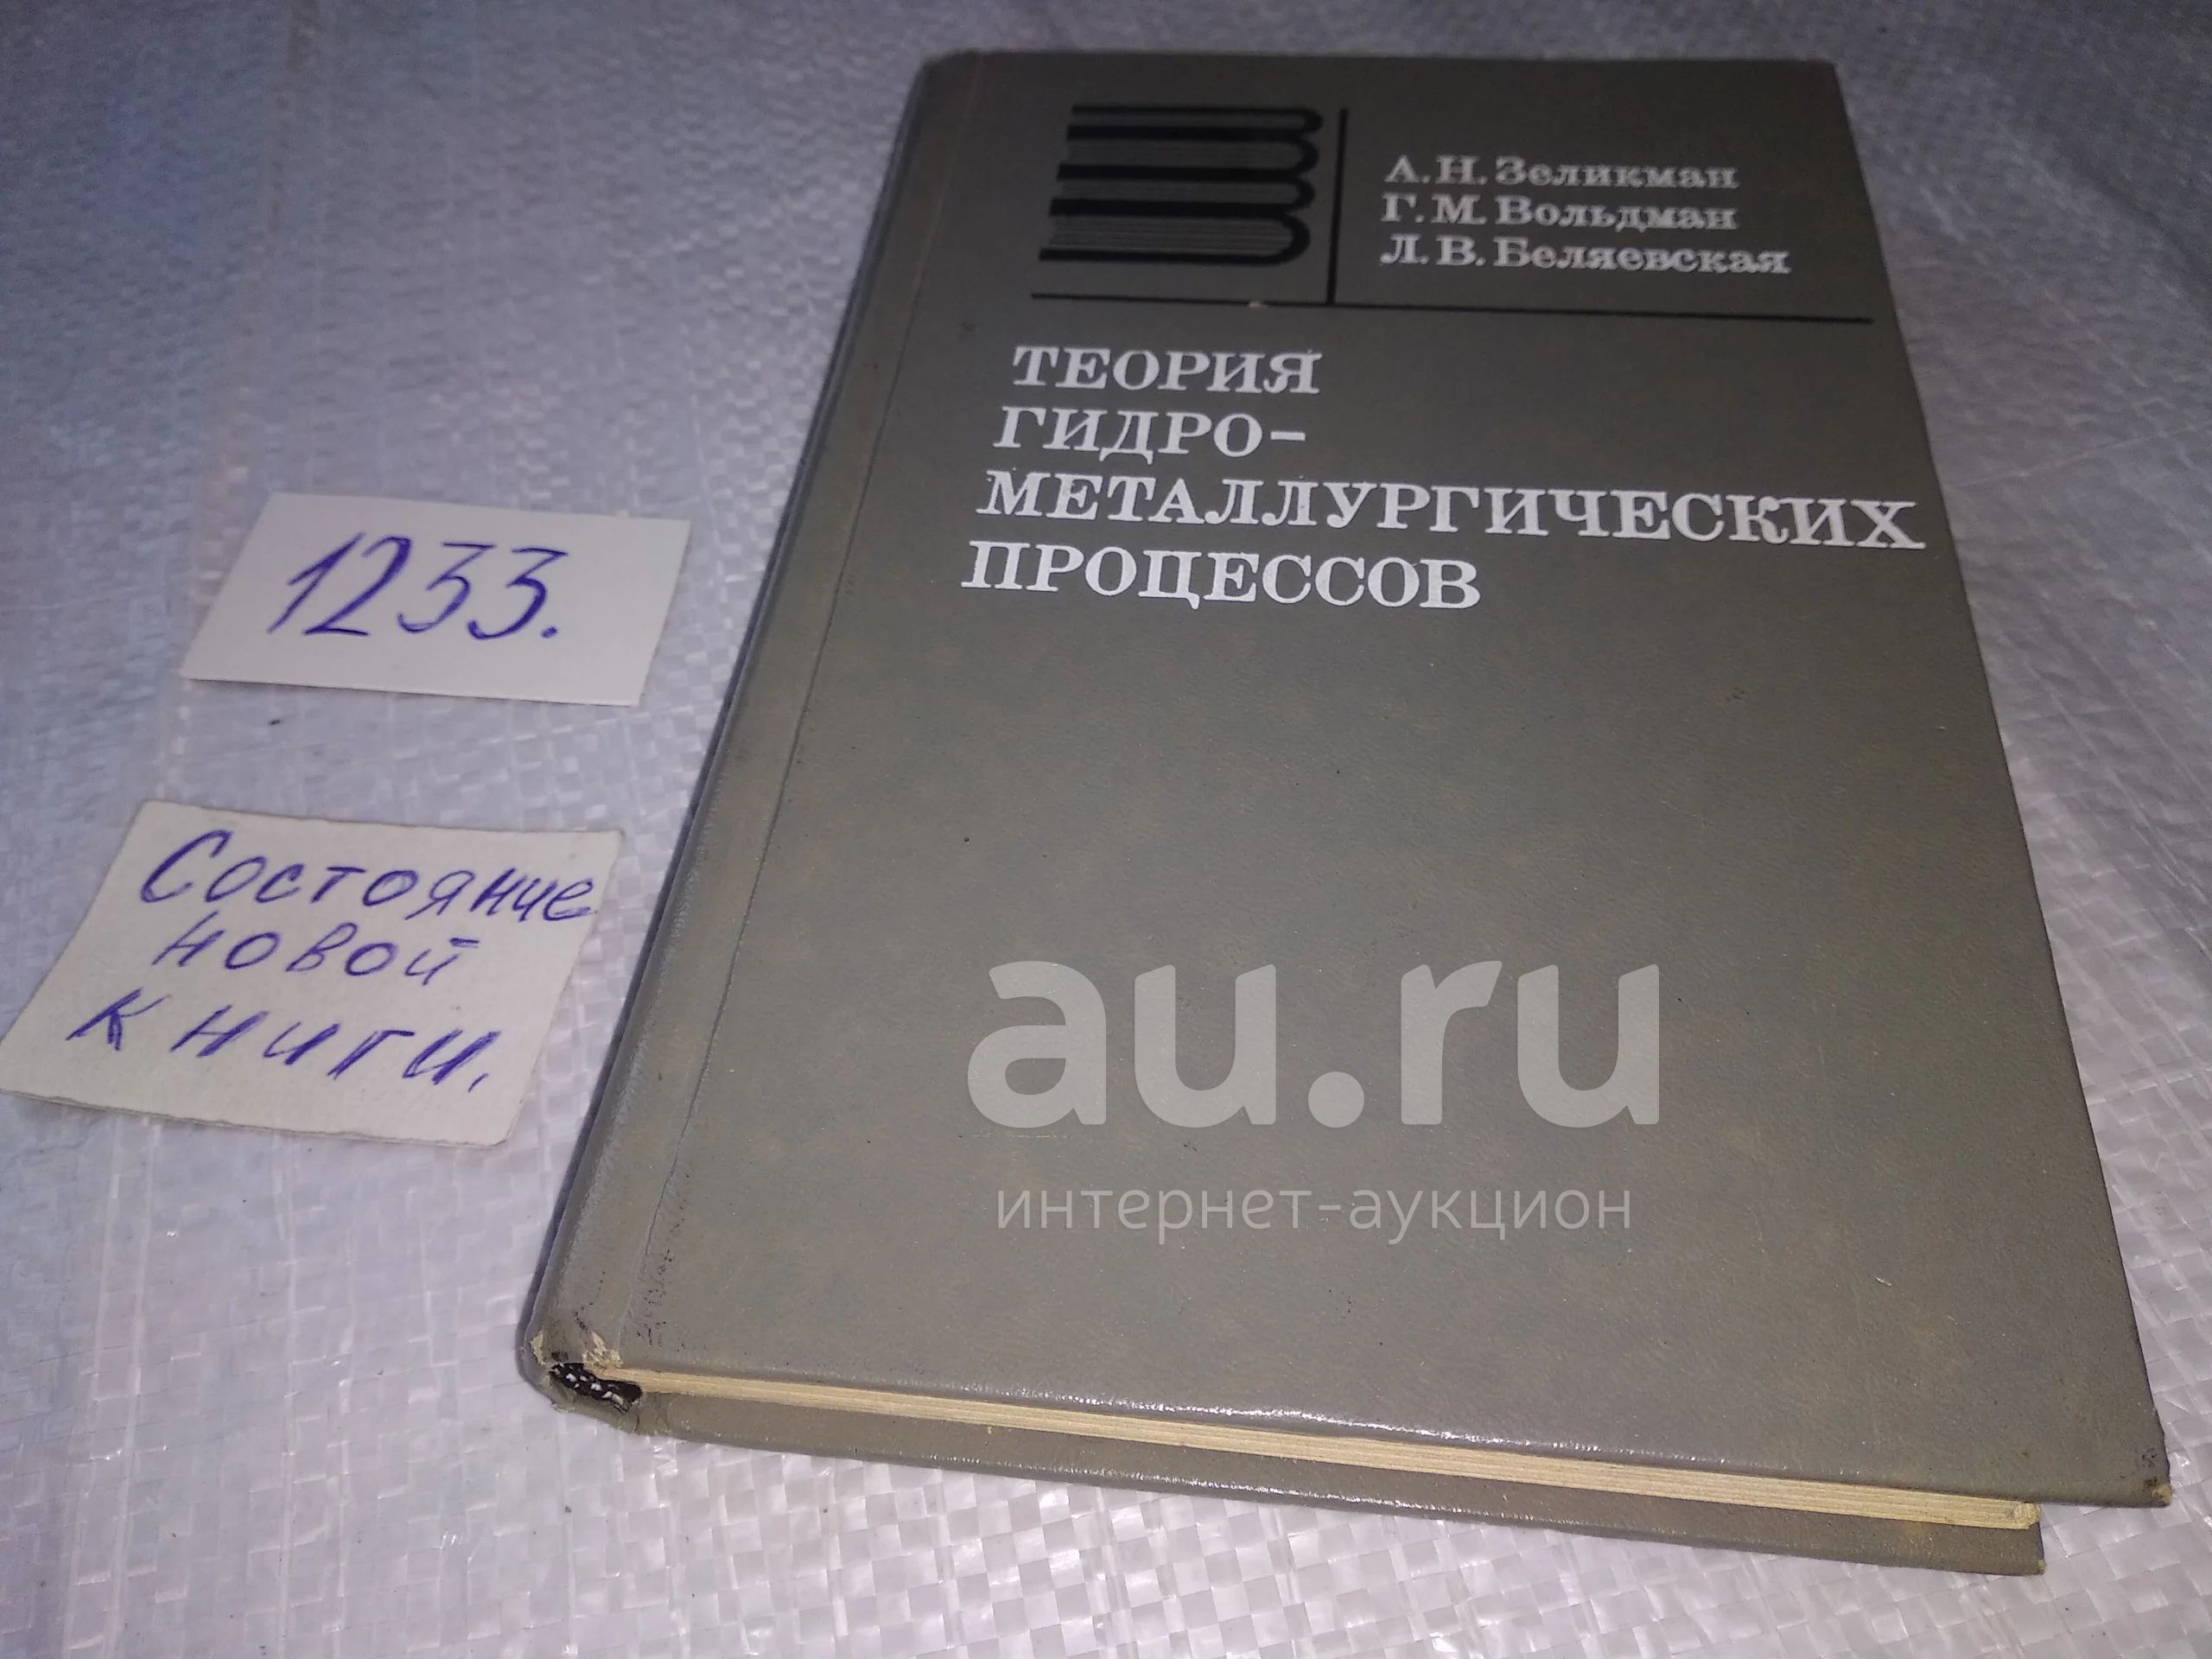 А. Н. Зеликман
Г. М. Вольдман
Л. В. Беляевская
ТЕОРИЯ
ГИДРО-
МЕТАЛЛУРГИЧЕСКИХ
ПРОЦЕССОВ
1233.
Состояние
новой
книги.
au.ru
интернет-аукцион